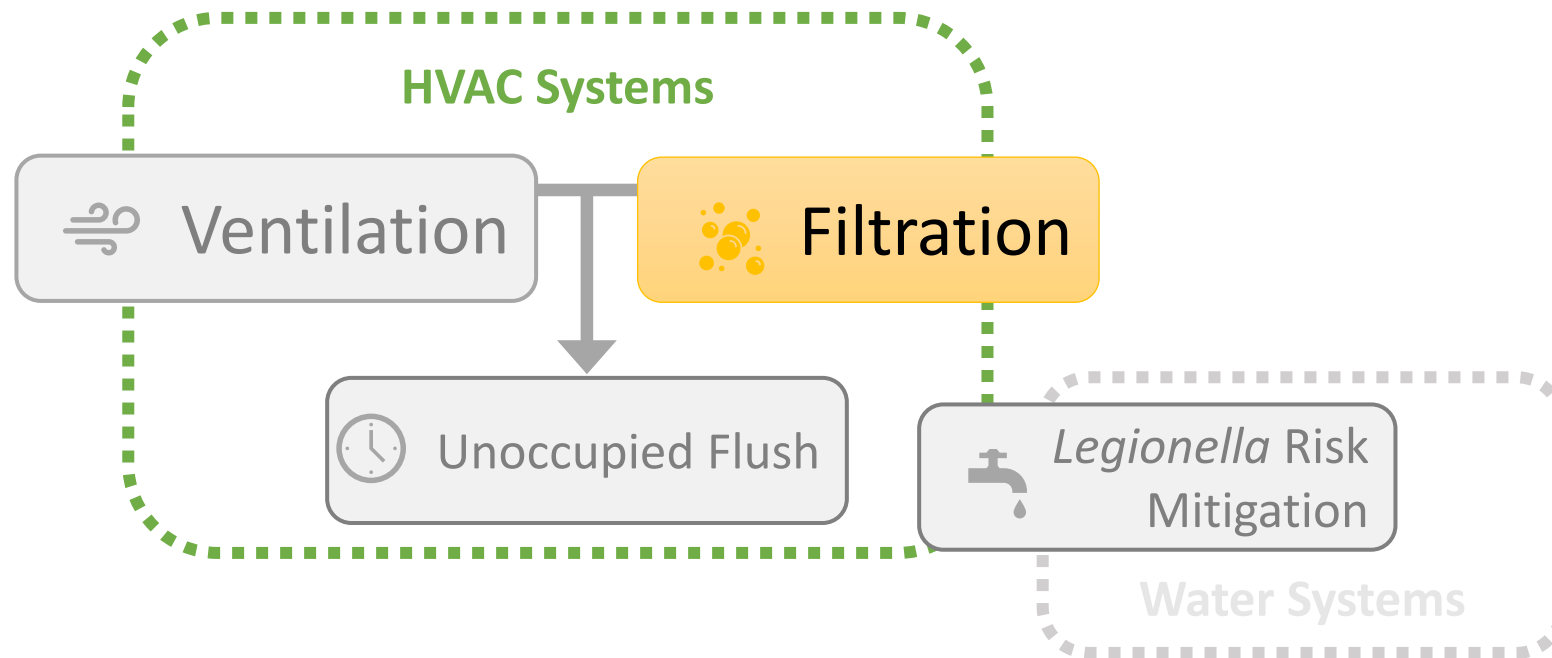 HVAC Systems
Ventilation
Filtration
Unoccupied Flush
Legionella Risk
Mitigation
Water Systems